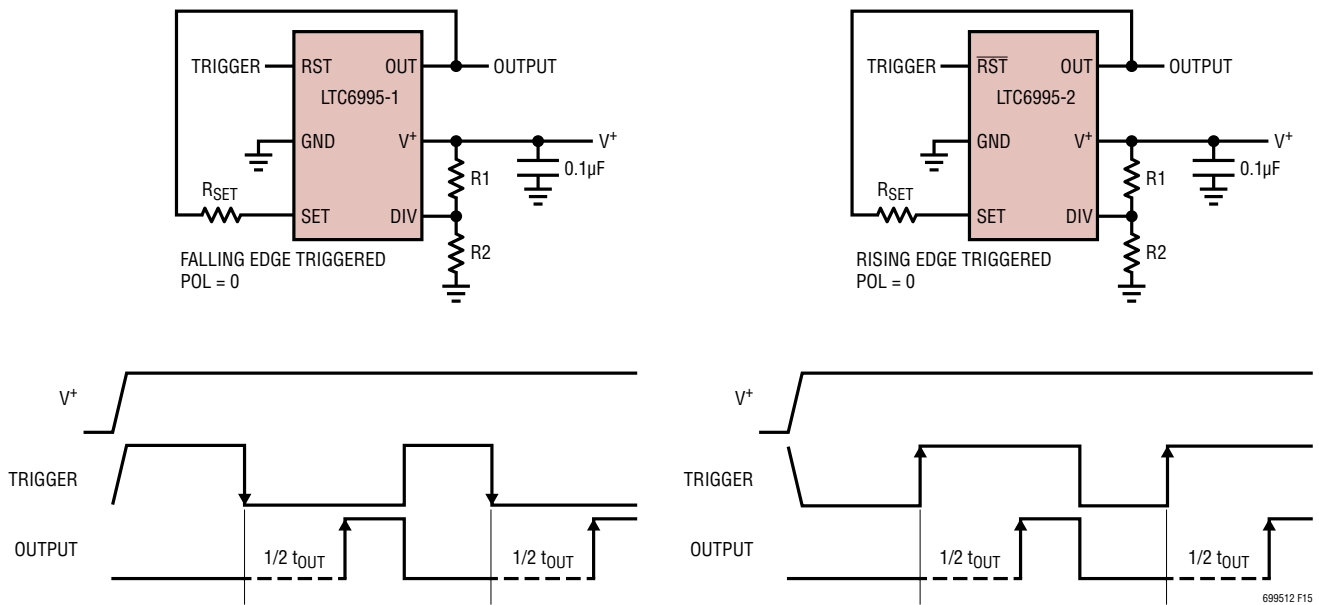 TRIGGER RST OUT OUTPUT
LTC6995-1
GND V+ V+
R1 0.1µF
RSET
SET DIV
R2
FALLING EDGE TRIGGERED
POL = 0
TRIGGER RST OUT OUTPUT
LTC6995-2
GND V+ V+
R1 0.1µF
RSET
SET DIV
R2
RISING EDGE TRIGGERED
POL = 0
V+
TRIGGER
OUTPUT
1/2 tOUT 1/2 tOUT
V+
TRIGGER
OUTPUT
1/2 tOUT 1/2 tOUT
699512 F15